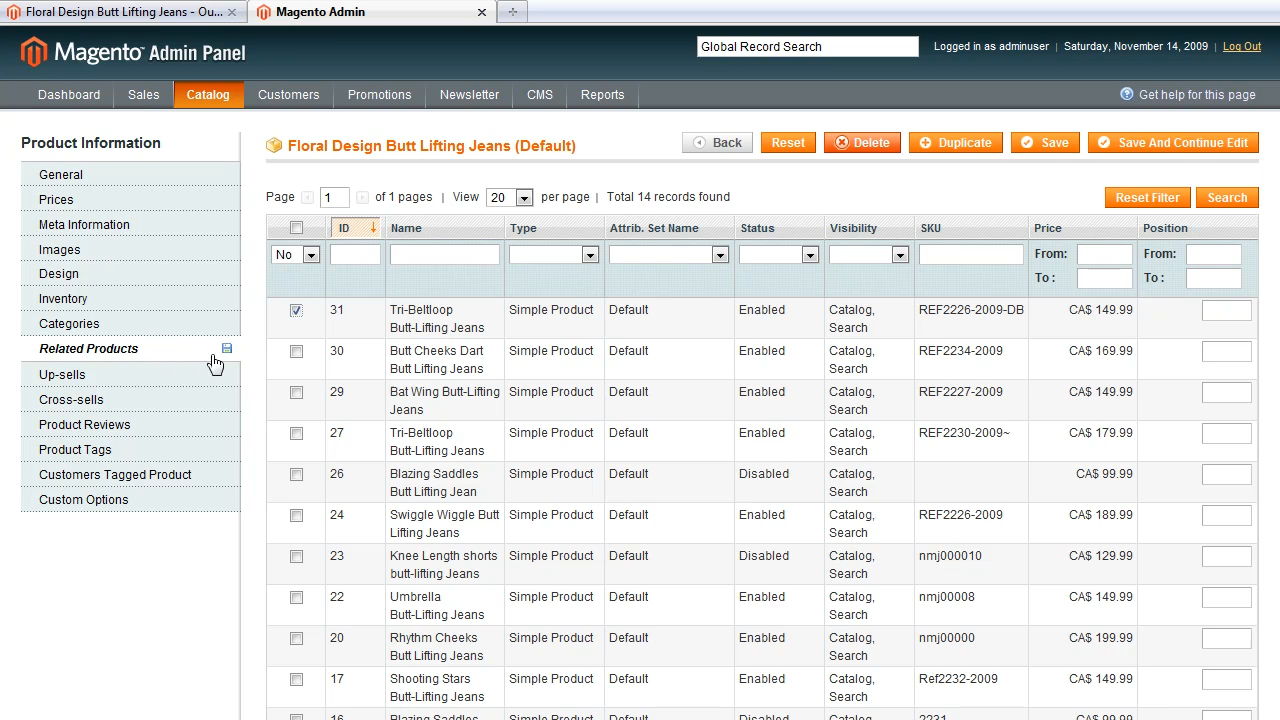 Floral Design Butt Lifting Jeans - Ou...
Magento Admin
Magento Admin Panel
Global Record Search
Logged in as adminuser | Saturday, November 14, 2009 | Log Out
Dashboard
Sales
Catalog
Customers
Promotions
Newsletter
CMS
Reports
Get help for this page
Product Information
General
Prices
Meta Information
Images
Design
Inventory
Categories
Related Products
Up-sells
Cross-sells
Product Reviews
Product Tags
Customers Tagged Product
Custom Options
Floral Design Butt Lifting Jeans (Default)
Back
Reset
Delete
Duplicate
Save
Save And Continue Edit
Page 1 of 1 pages | View 20 per page | Total 14 records found
Reset Filter
Search
ID Name Type Attrib. Set Name Status Visibility SKU Price Position
No
From: From:
To : To :
31 Tri-Beltloop Simple Product Default Enabled Catalog, REF2226-2009-DB CA$ 149.99
Butt-Lifting Jeans Search
30 Butt Cheeks Dart Simple Product Default Enabled Catalog, REF2234-2009 CA$ 169.99
Butt Lifting Jeans Search
29 Bat Wing Butt-Lifting Simple Product Default Enabled Catalog, REF2227-2009 CA$ 149.99
Jeans Search
27 Tri-Beltloop Simple Product Default Enabled Catalog, REF2230-2009~ CA$ 179.99
Butt-Lifting Jeans Search
26 Blazing Saddles Simple Product Default Disabled Catalog, CA$ 99.99
Butt Lifting Jean Search
24 Swiggle Wiggle Butt Simple Product Default Enabled Catalog, REF2226-2009 CA$ 189.99
Lifting Jeans Search
23 Knee Length shorts Simple Product Default Disabled Catalog, nmj000010 CA$ 129.99
butt-lifting Jeans Search
22 Umbrella Simple Product Default Enabled Catalog, nmj00008 CA$ 149.99
Butt-Lifting Jeans Search
20 Rhythm Cheeks Simple Product Default Enabled Catalog, nmj00000 CA$ 199.99
Butt Lifting Jeans Search
17 Shooting Stars Simple Product Default Enabled Catalog, Ref2232-2009 CA$ 149.99
Butt-Lifting Jeans Search
16 Blazing Saddles Simple Product Default Enabled Catalog, 2231 CA$ 149.99